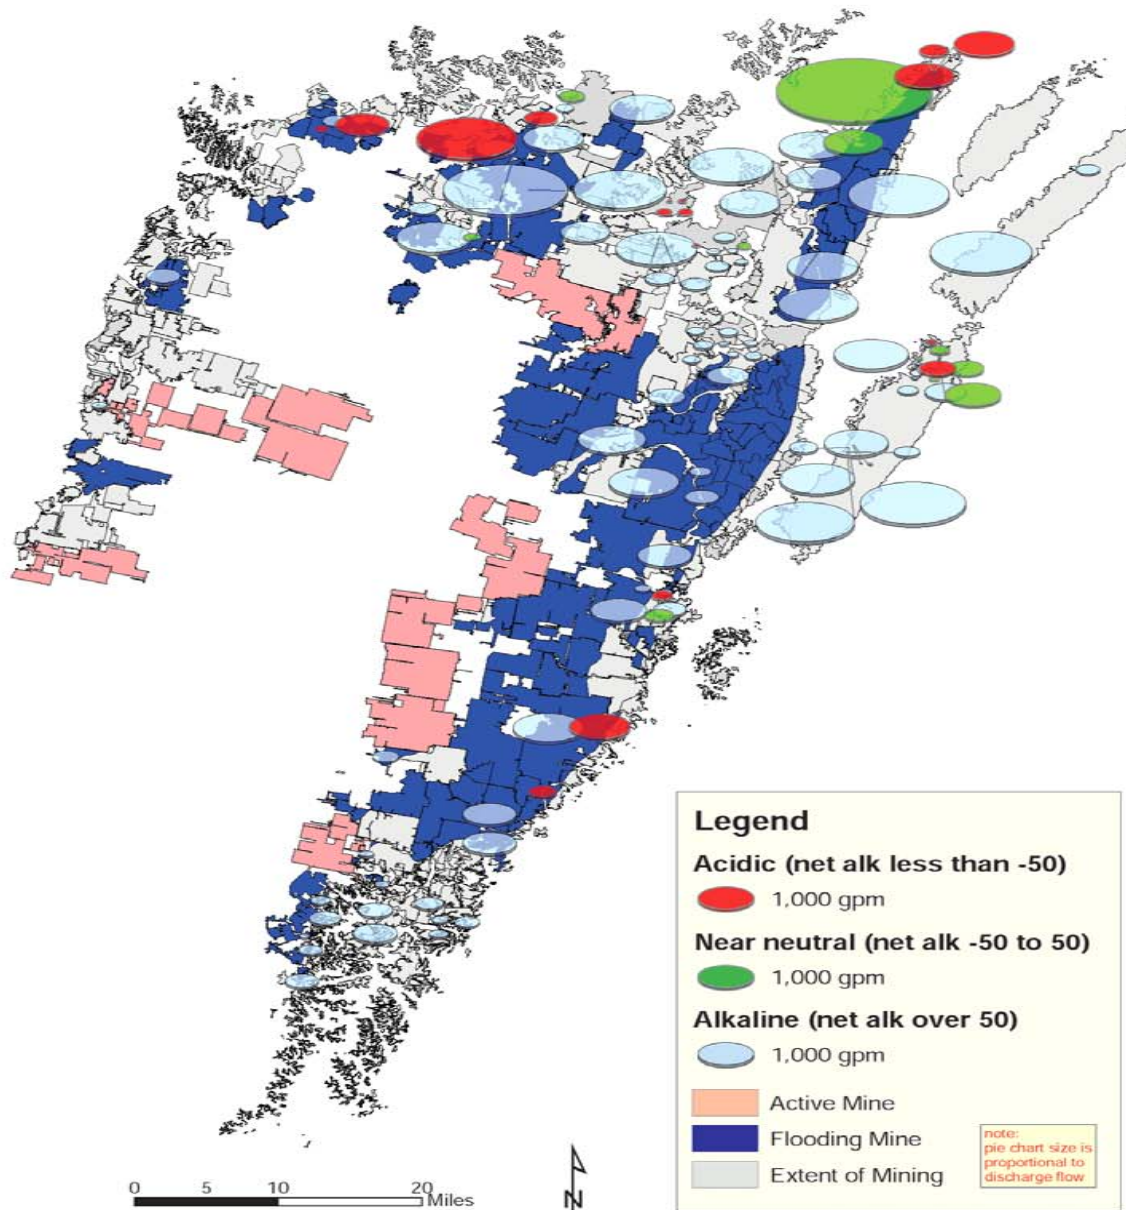 Legend
Acidic (net alk less than -50)
1,000 gpm
Near neutral (net alk -50 to 50)
1,000 gpm
Alkaline (net alk over 50)
1,000 gpm
Active Mine
Flooding Mine
Extent of Mining
note:
pie chart size is
proportional to
discharge flow
0 5 10 20
Miles
N